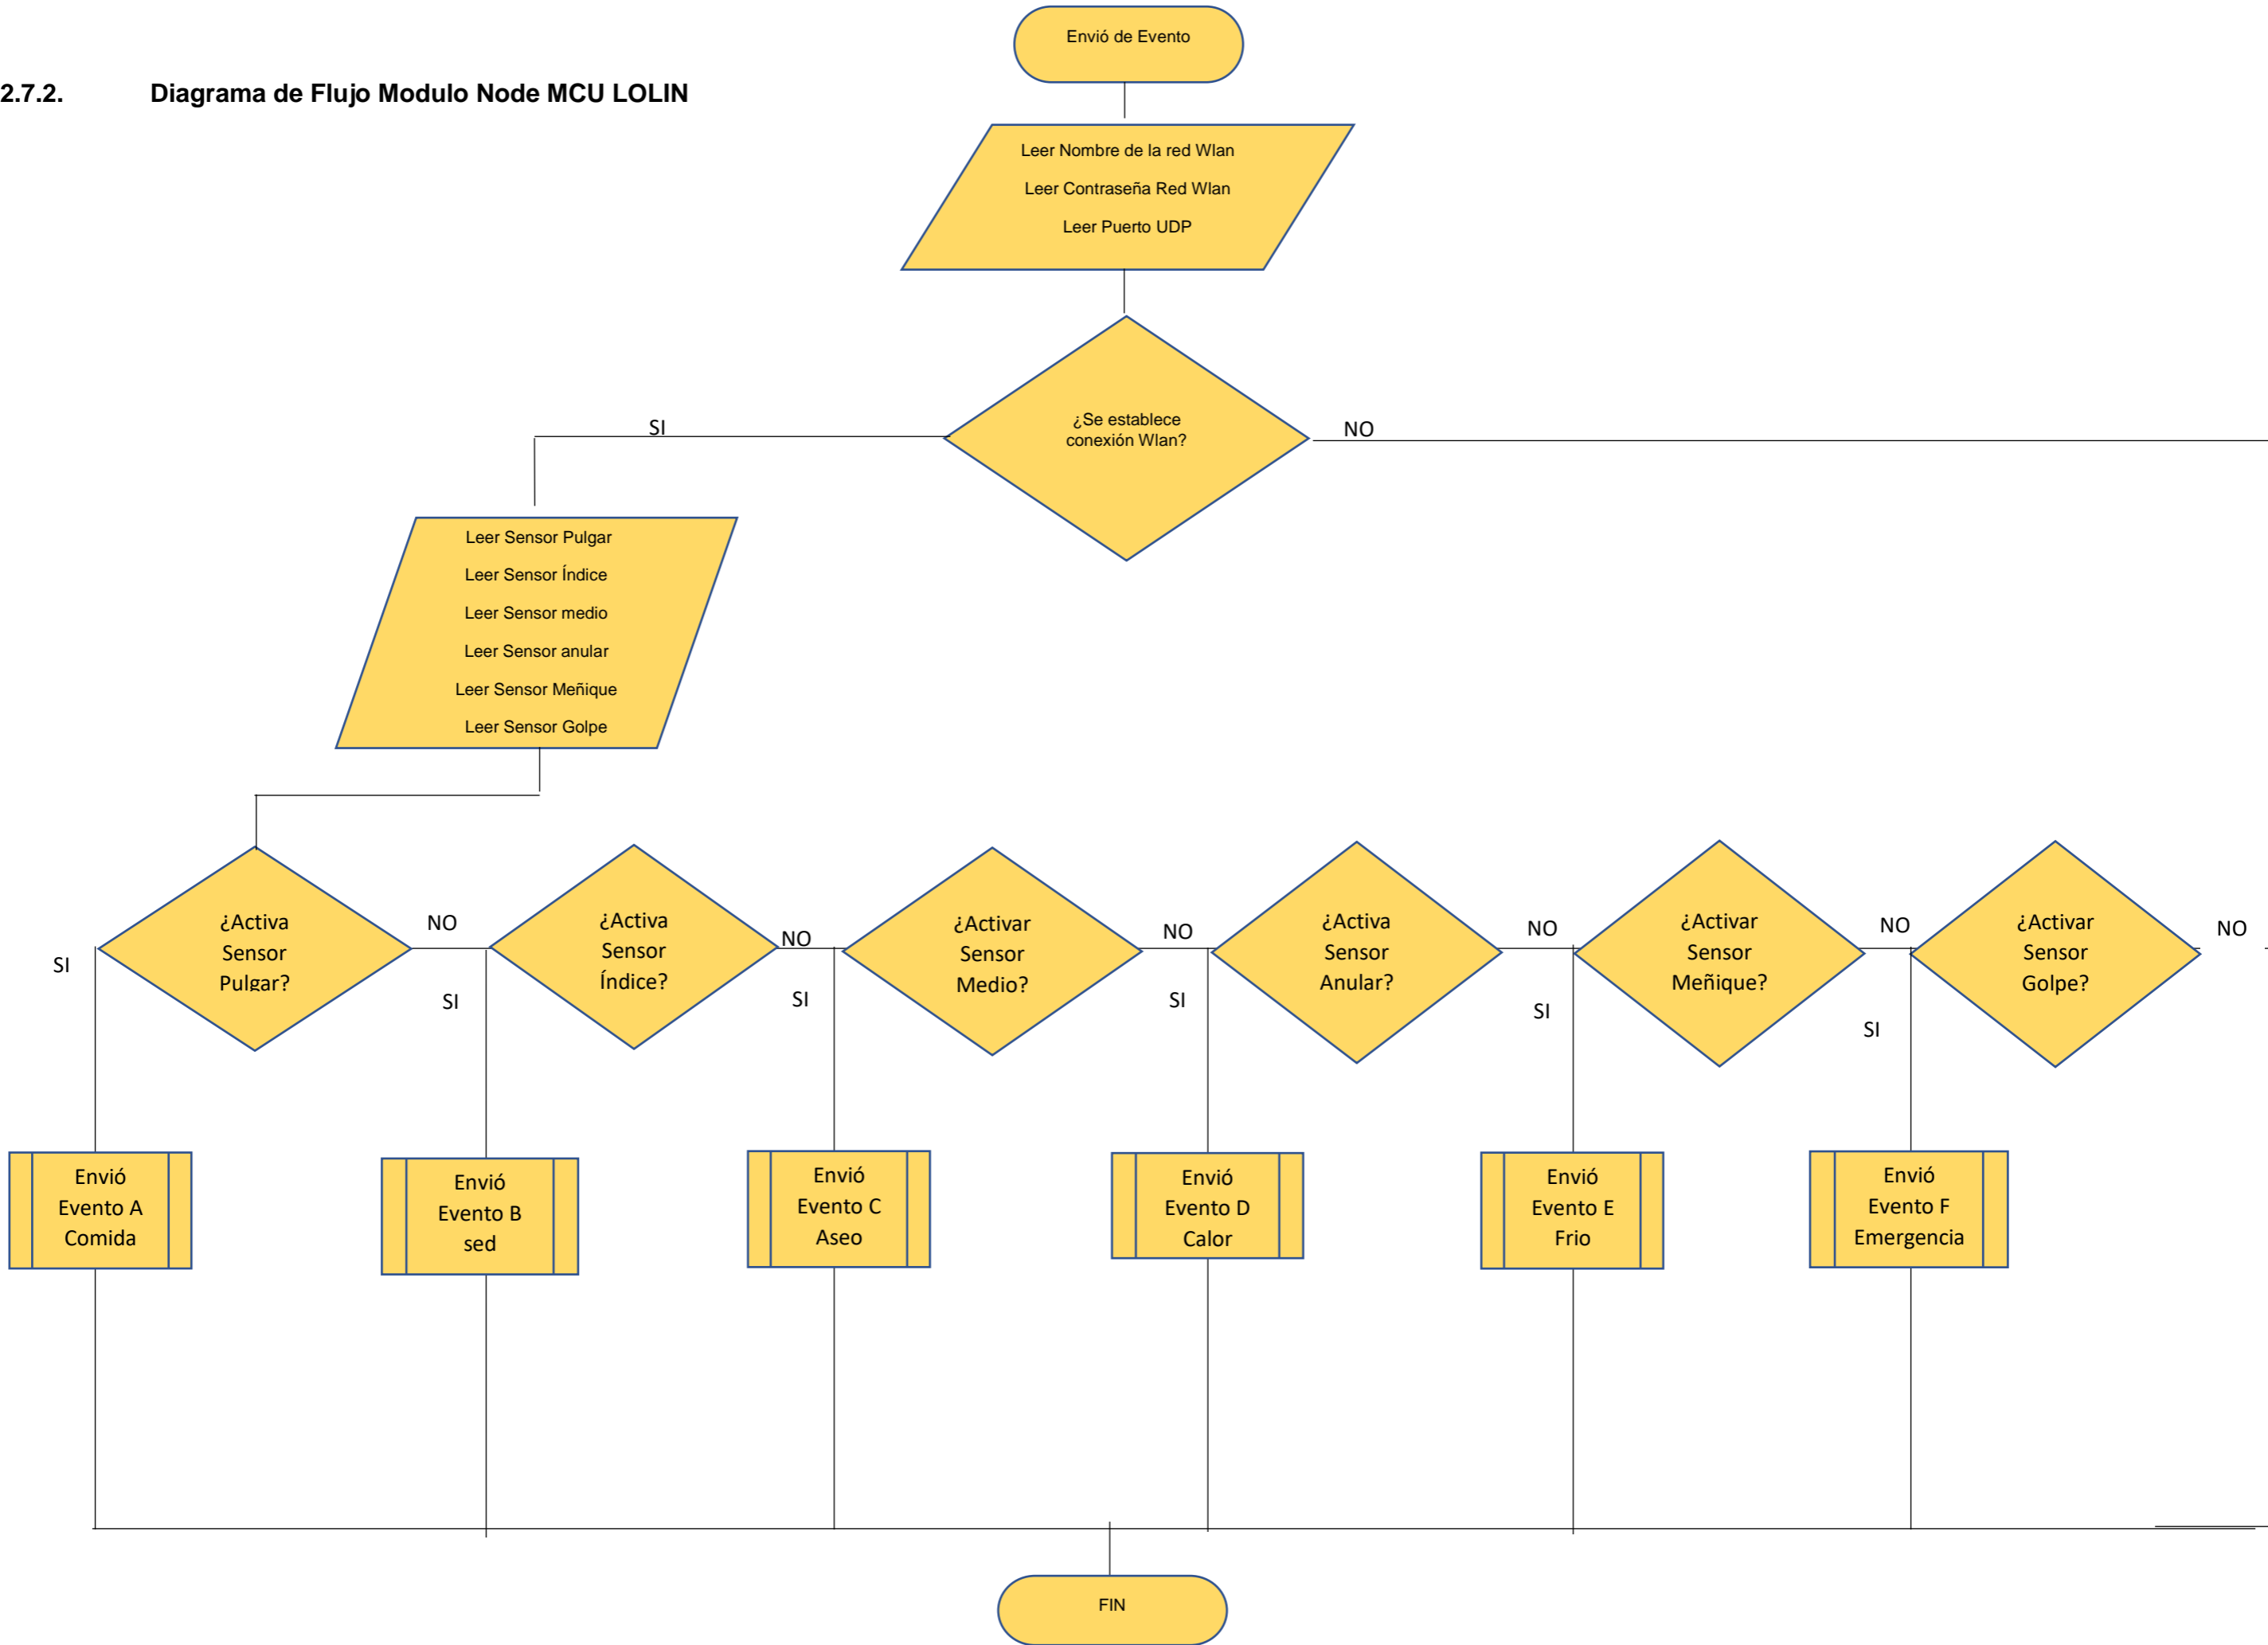 Envió de Evento
2.7.2. Diagrama de Flujo Modulo Node MCU LOLIN
Leer Nombre de la red Wlan
Leer Contraseña Red Wlan
Leer Puerto UDP
¿Se establece
conexión Wlan?
SI
NO
Leer Sensor Pulgar
Leer Sensor Índice
Leer Sensor medio
Leer Sensor anular
Leer Sensor Meñique
Leer Sensor Golpe
¿Activa
Sensor
Pulgar?
SI
NO
¿Activa
Sensor
Índice?
SI
NO
¿Activar
Sensor
Medio?
SI
NO
¿Activa
Sensor
Anular?
SI
NO
¿Activar
Sensor
Meñique?
SI
NO
¿Activar
Sensor
Golpe?
SI
NO
Envió
Evento A
Comida
Envió
Evento B
sed
Envió
Evento C
Aseo
Envió
Evento D
Calor
Envió
Evento E
Frio
Envió
Evento F
Emergencia
FIN